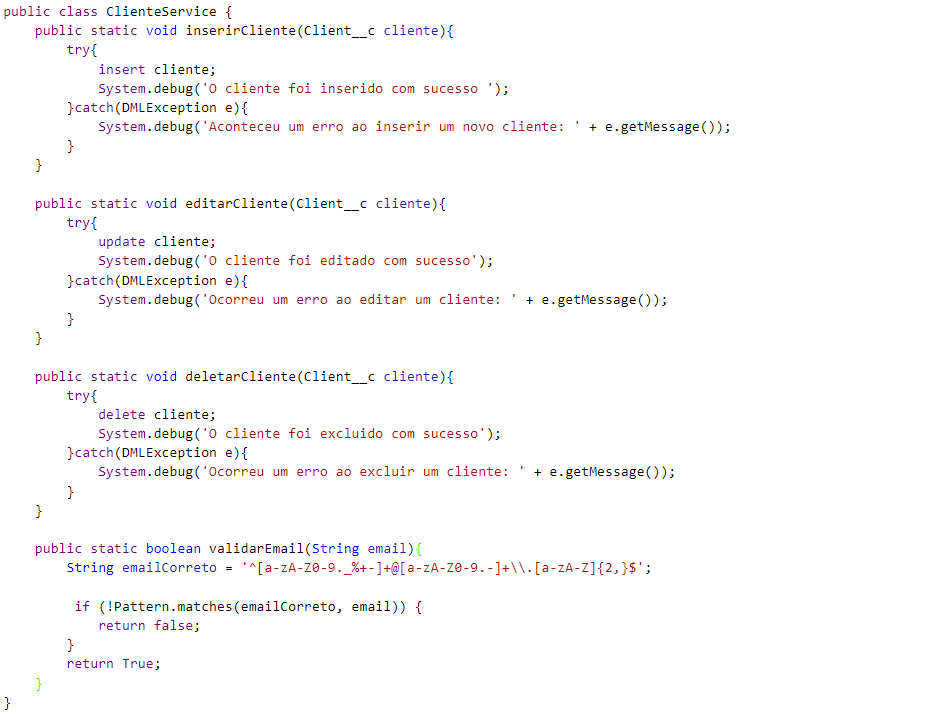 public class ClienteService {
    public static void inserirCliente(Client__c cliente){
        try{
            insert cliente;
            System.debug('O cliente foi inserido com sucesso ');
        }catch(DMLException e){
            System.debug('Aconteceu um erro ao inserir um novo cliente: ' + e.getMessage());
        }
    }

    public static void editarCliente(Client__c cliente){
        try{
            update cliente;
            System.debug('O cliente foi editado com sucesso');
        }catch(DMLException e){
            System.debug('Ocorreu um erro ao editar um cliente: ' + e.getMessage());
        }
    }

    public static void deletarCliente(Client__c cliente){
        try{
            delete cliente;
            System.debug('O cliente foi excluido com sucesso');
        }catch(DMLException e){
            System.debug('Ocorreu um erro ao excluir um cliente: ' + e.getMessage());
        }
    }

    public static boolean validarEmail(String email){
        String emailCorreto = '^[a-zA-Z0-9._%+-]+@[a-zA-Z0-9.-]+\\.[a-zA-Z]{2,}$';

         if (!Pattern.matches(emailCorreto, email)) {
            return false;
        }
        return True;
    }
}